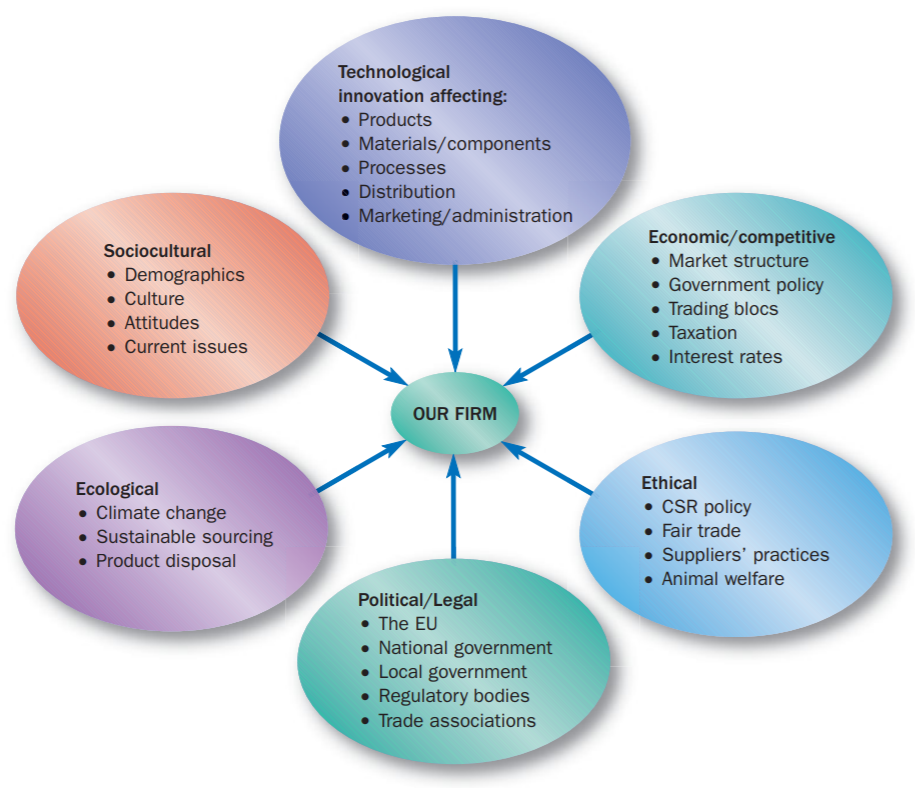 Technological
innovation affecting:
• Products
• Materials/components
• Processes
• Distribution
• Marketing/administration
Sociocultural
• Demographics
• Culture
• Attitudes
• Current issues
Economic/competitive
• Market structure
• Government policy
• Trading blocs
• Taxation
• Interest rates
OUR FIRM
Ecological
• Climate change
• Sustainable sourcing
• Product disposal
Ethical
• CSR policy
• Fair trade
• Suppliers’ practices
• Animal welfare
Political/Legal
• The EU
• National government
• Local government
• Regulatory bodies
• Trade associations